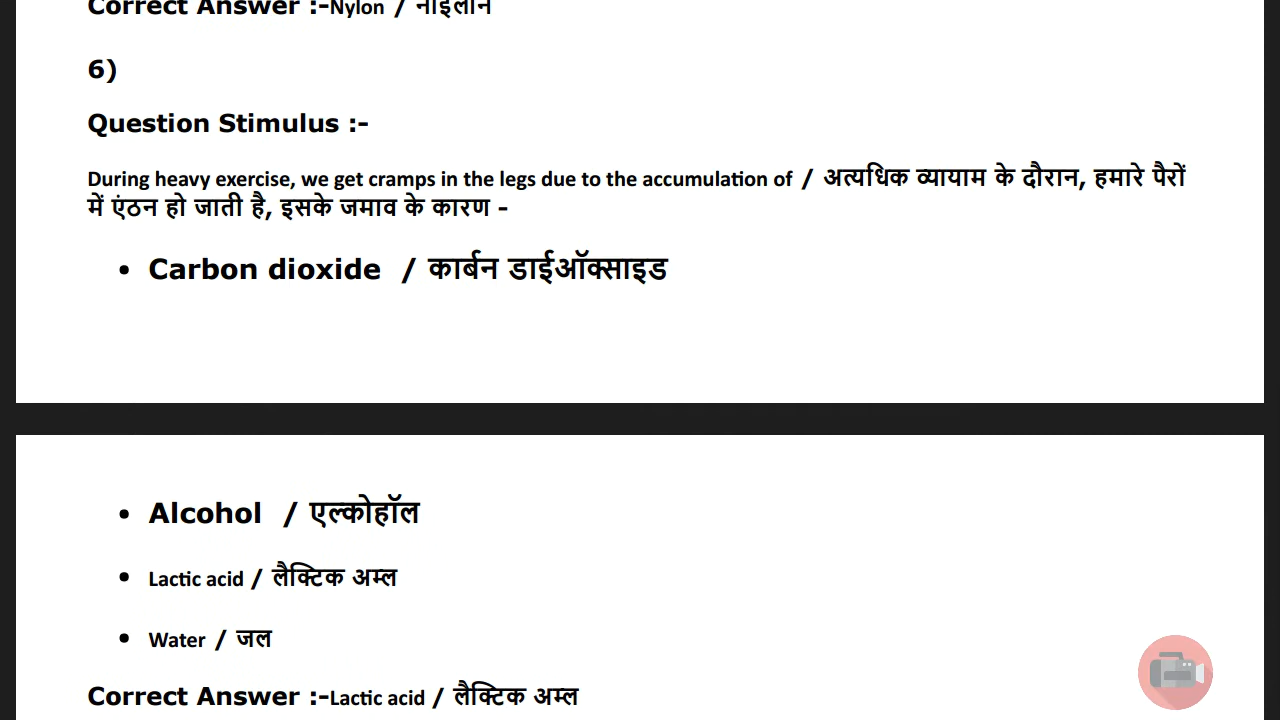 Correct Answer :-Nylon / नाइलॉन
6)
Question Stimulus :-
During heavy exercise, we get cramps in the legs due to the accumulation of / अत्यधिक व्यायाम के दौरान, हमारे पैरों
में एंठन हो जाती है, इसके जमाव के कारण -
• Carbon dioxide / कार्बन डाईऑक्साइड
• Alcohol / एल्कोहॉल
• Lactic acid / लैक्टिक अम्ल
• Water / जल
Correct Answer :-Lactic acid / लैक्टिक अम्ल